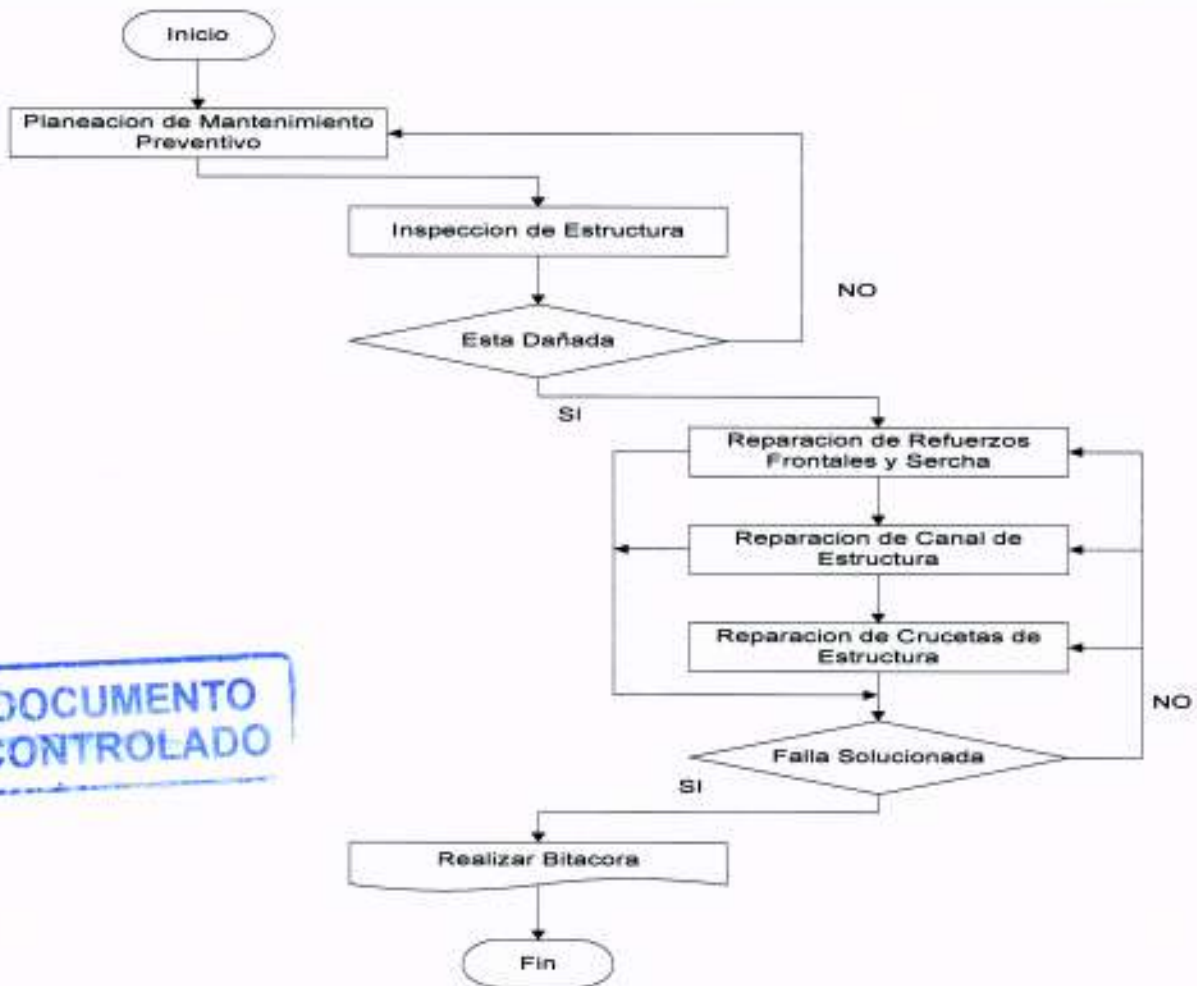 Inicio
Planeacion de Mantenimiento
Preventivo
Inspeccion de Estructura
NO
Esta Dañada
SI
Reparacion de Refuerzos
Frontales y Sercha
Reparacion de Canal de
Estructura
Reparacion de Crucetas de
Estructura
DOCUMENTO
CONTROLADO
NO
Falla Solucionada
SI
Realizar Bitacora
Fin